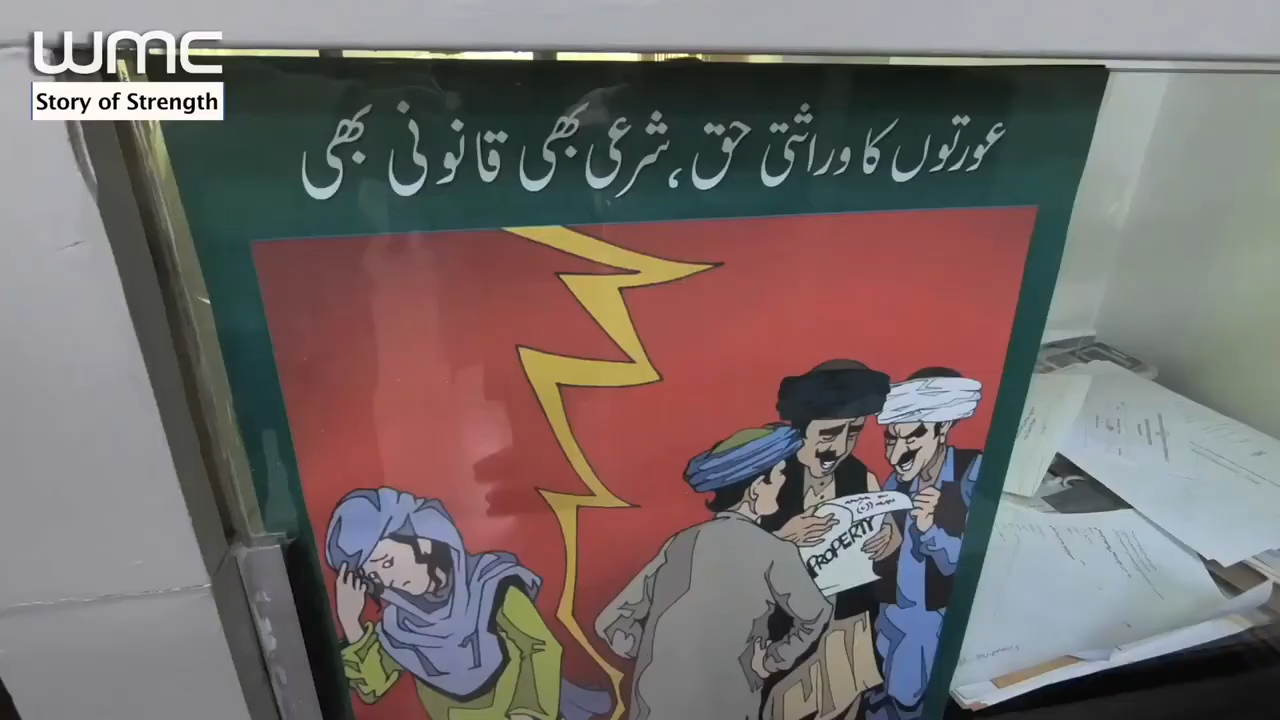 WMC
Story of Strength
عورتوں کا وراثتی حق، شرعی بھی قانونی بھی
PROPERTY